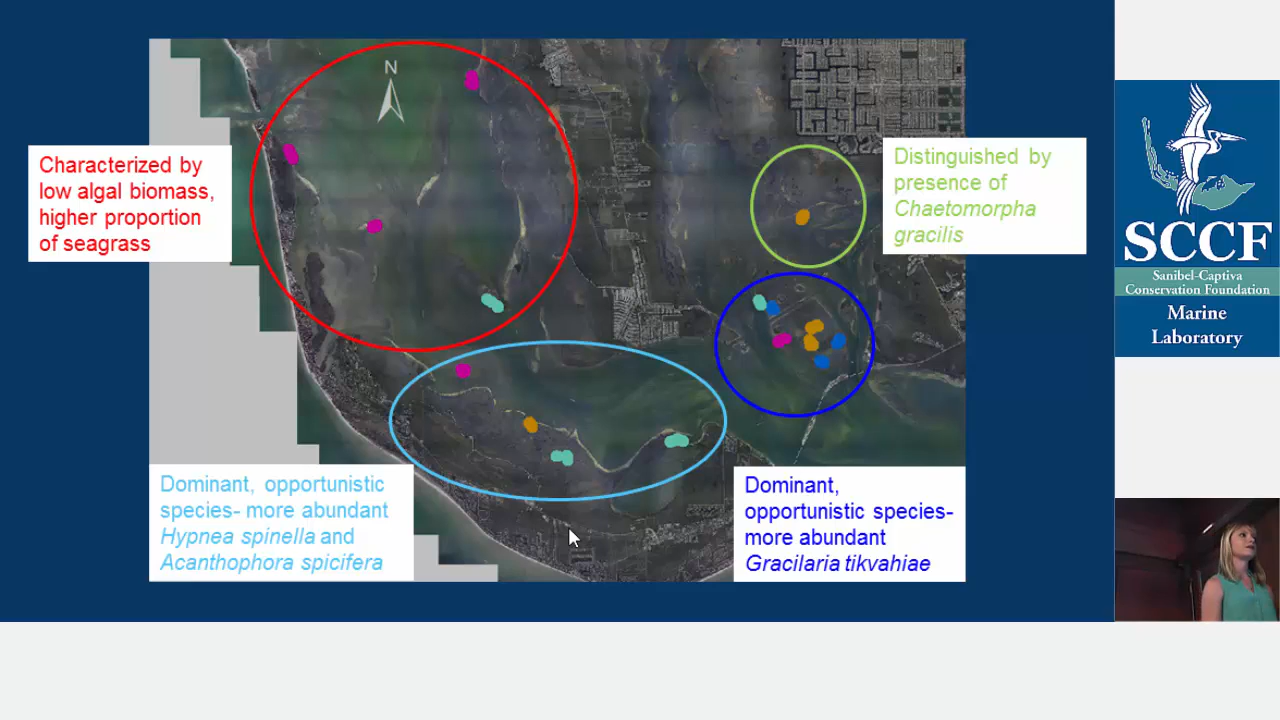 N
Characterized by
low algal biomass,
higher proportion
of seagrass
Distinguished by
presence of
Chaetomorpha
gracilis
Dominant, opportunistic
species- more abundant
Hypnea spinella and
Acanthophora spicifera
Dominant,
opportunistic species-
more abundant
Gracilaria tikvahiae
SCCF
Sanibel-Captiva
Conservation Foundation
Marine
Laboratory